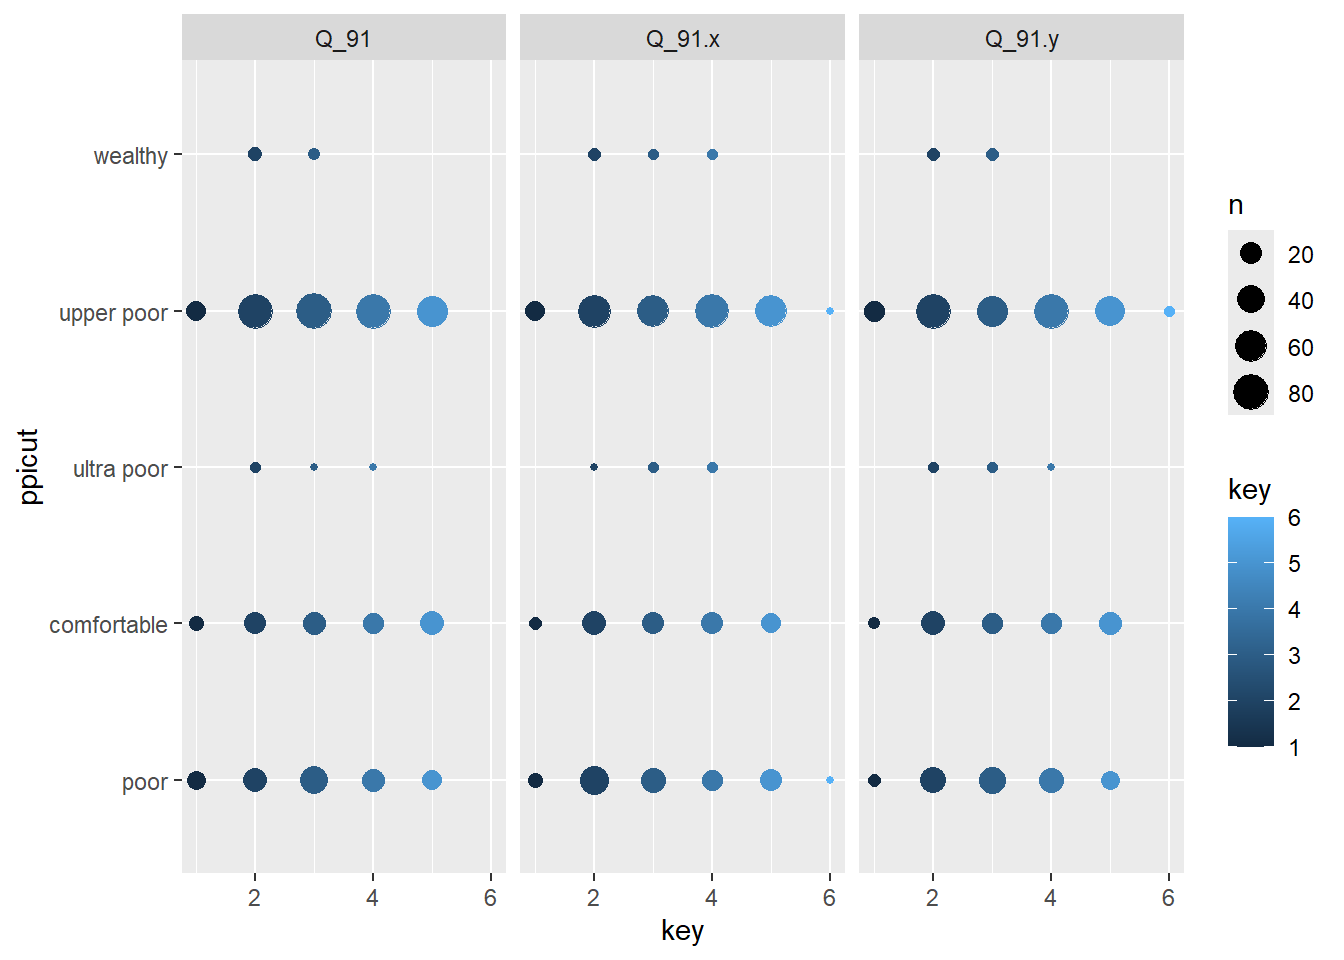 Q_91 Q_91.x Q_91.y
wealthy
upper poor
ultra poor
comfortable
poor
ppicut
2 4 6 2 4 6 2 4 6
key
n
20
40
60
80
key
6
5
4
3
2
1